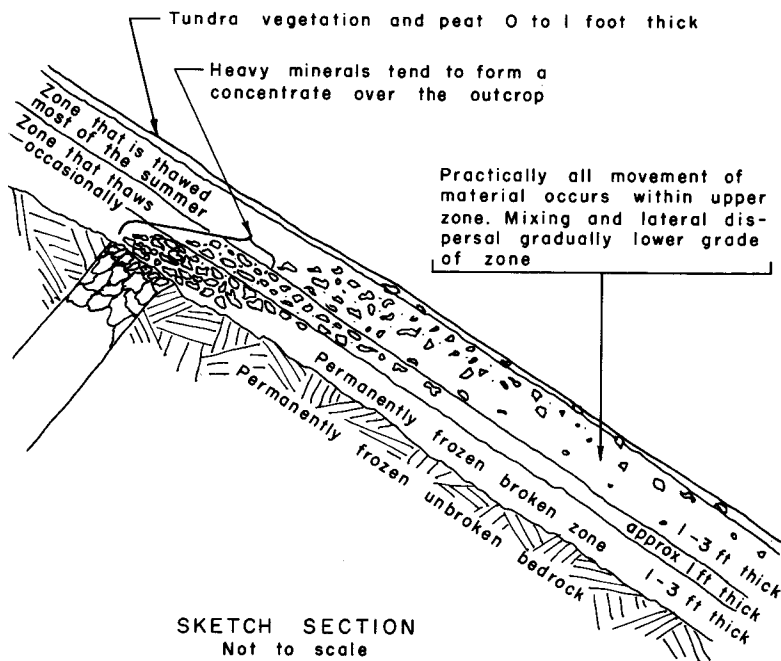 Tundra vegetation and peat 0 to 1 foot thick
Heavy minerals tend to form a
concentrate over the outcrop
Zone that is thawed
most of the summer
Zone that thaws
occasionally
Practically all movement of
material occurs within upper
zone. Mixing and lateral dis-
persal gradually lower grade
of zone
Permanently frozen broken zone
Permanently frozen unbroken bedrock
1-3 ft thick
approx 1 ft thick
1-3 ft thick
SKETCH SECTION
Not to scale